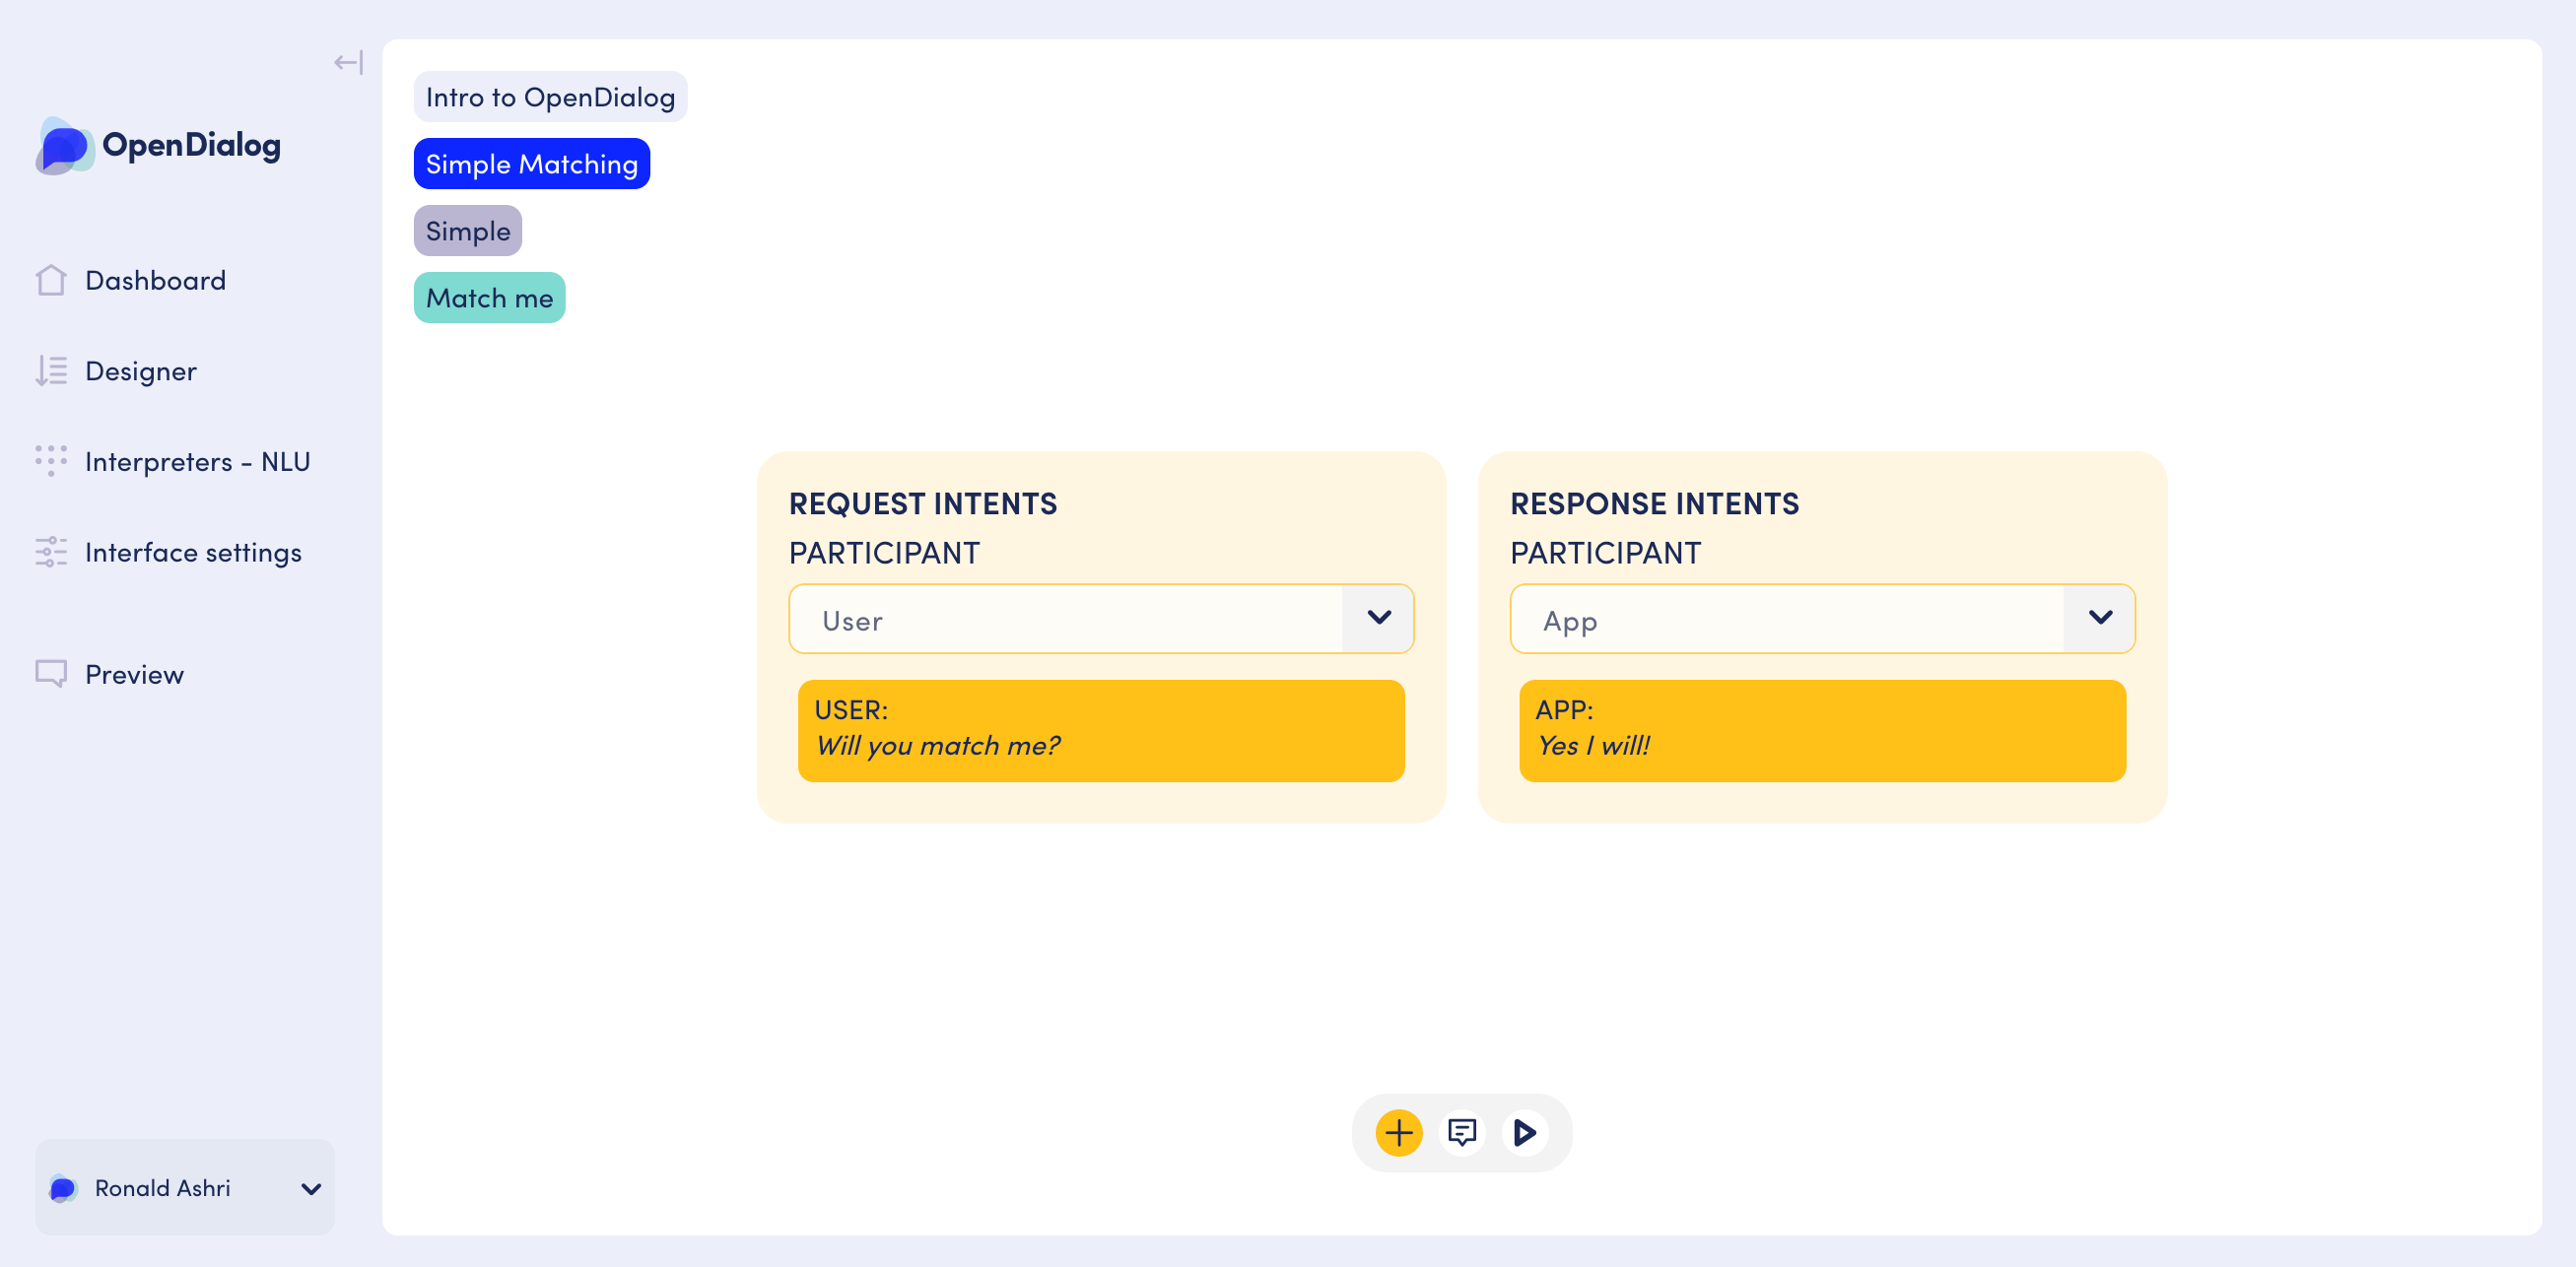 OpenDialog
Dashboard
Designer
Interpreters - NLU
Interface settings
Preview
Ronald Ashri
Intro to OpenDialog
Simple Matching
Simple
Match me
REQUEST INTENTS
PARTICIPANT
User
USER:
Will you match me?
RESPONSE INTENTS
PARTICIPANT
App
APP:
Yes I will!